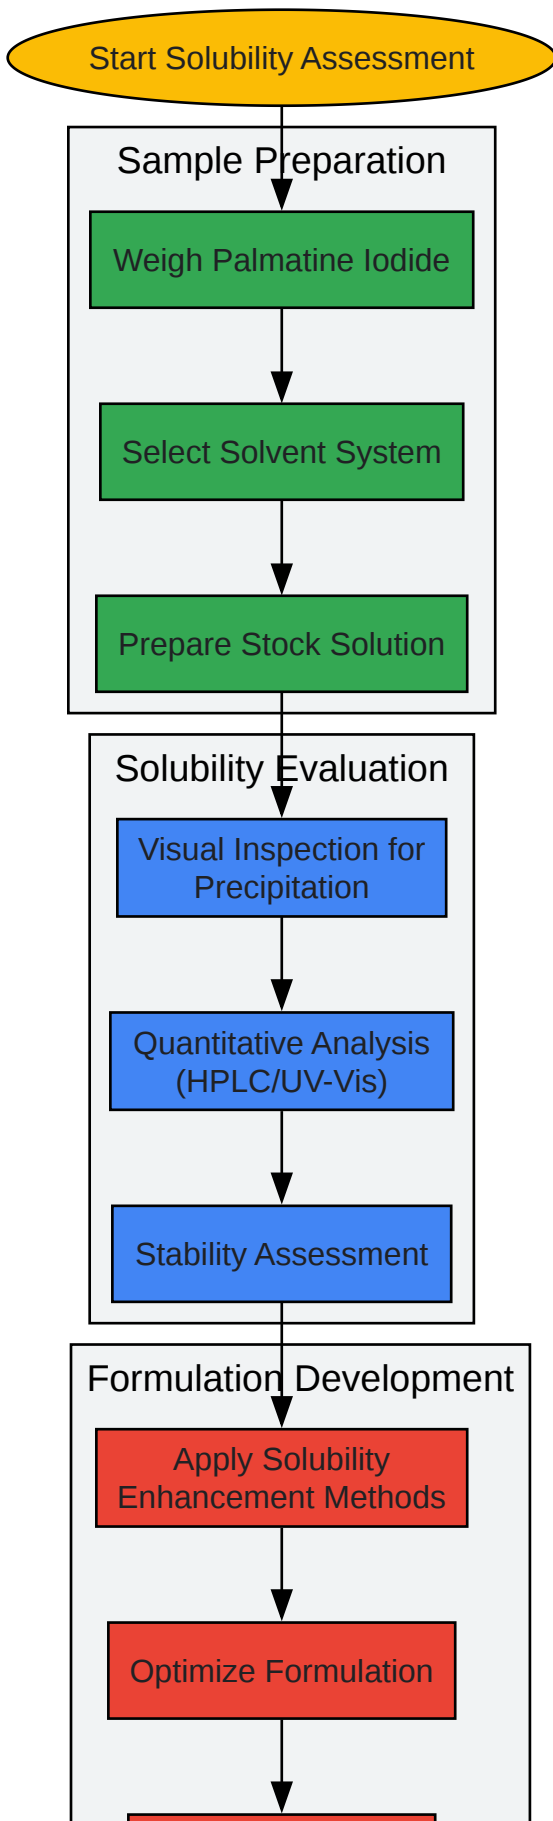 Start Solubility Assessment
Sample Preparation
Weigh Palmatine Iodide
Select Solvent System
Prepare Stock Solution
Solubility Evaluation
Visual Inspection for
Precipitation
Quantitative Analysis
(HPLC/UV-Vis)
Stability Assessment
Formulation Development
Apply Solubility
Enhancement Methods
Optimize Formulation